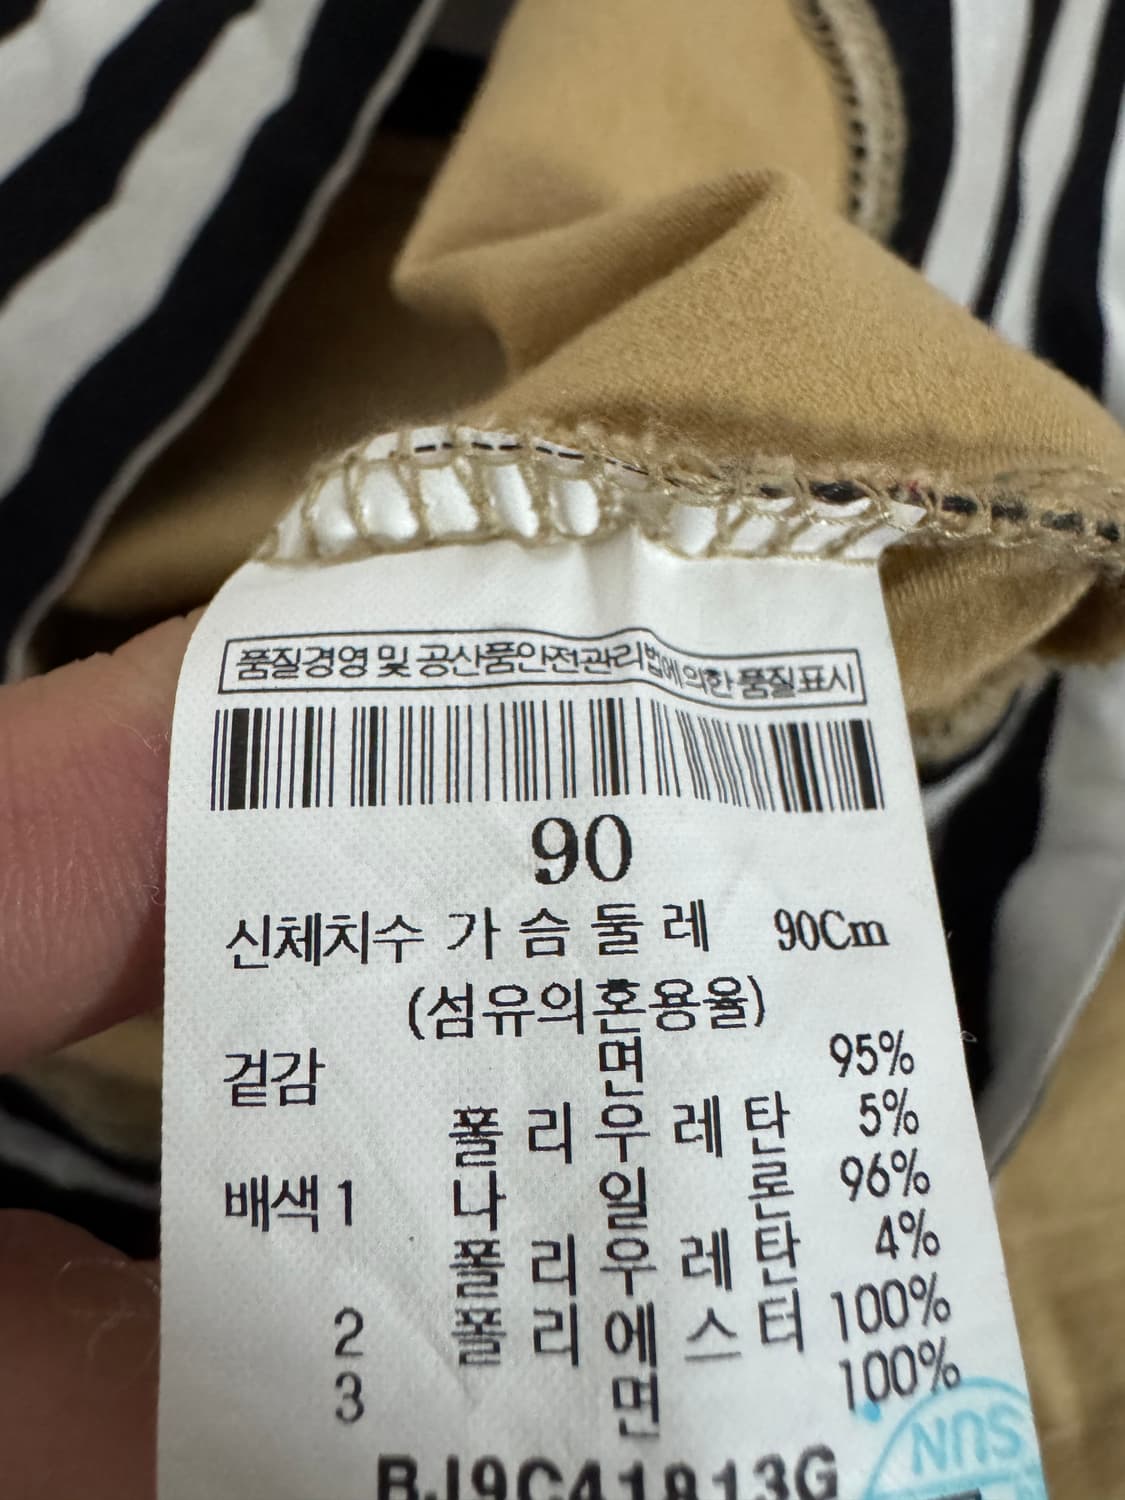 품질경영 및 공산품안전관리법에의한 품질표시
90
신체치수 가 슴 둘 레 90Cm
(섬유의혼용율)
겉감 면 95%
폴 리 우 레 탄 5%
배색 1 나 일 론 96%
폴 리 우 레 탄 4%
2 폴 리 에 스 터 100%
3 면 100%
BJ9C41813G
SUN